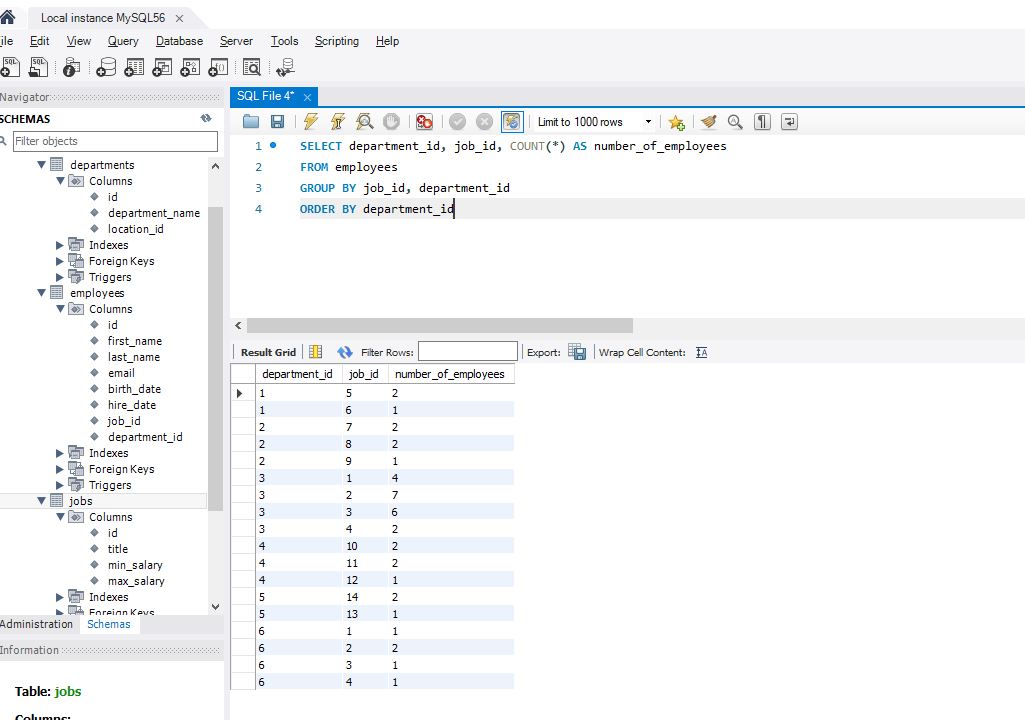 Local instance MySQL56
ile Edit View Query Database Server Tools Scripting Help
Navigator
SCHEMAS
Filter objects
departments
Columns
id
department_name
location_id
Indexes
Foreign Keys
Triggers
employees
Columns
id
first_name
last_name
email
birth_date
hire_date
job_id
department_id
Indexes
Foreign Keys
Triggers
jobs
Columns
id
title
min_salary
max_salary
Indexes
Foreign Keys
Administration Schemas
Information
Table: jobs
Columns:
SQL File 4*
Limit to 1000 rows
1 SELECT department_id, job_id, COUNT(*) AS number_of_employees
2 FROM employees
3 GROUP BY job_id, department_id
4 ORDER BY department_id
Result Grid Filter Rows: Export: Wrap Cell Content:
department_id job_id number_of_employees
1 5 2
1 6 1
2 7 2
2 8 2
2 9 1
3 1 4
3 2 7
3 3 6
3 4 2
4 10 2
4 11 2
4 12 1
5 14 2
5 13 1
6 1 1
6 2 2
6 3 1
6 4 1